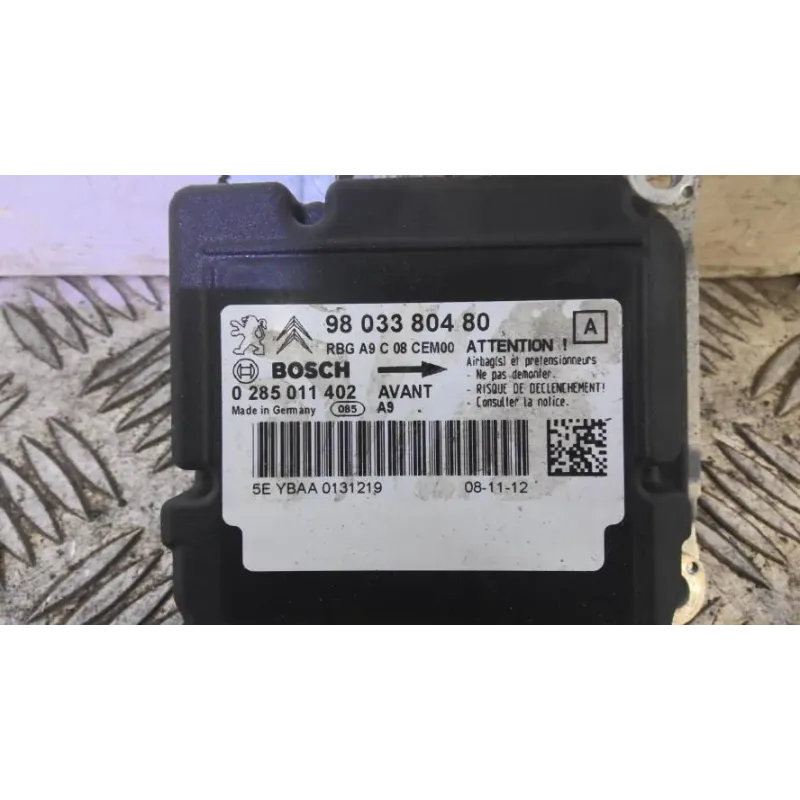 98 033 804 80
A
RBG A9 C 08 CEM00
ATTENTION !
Airbag(s) et pretensionneurs
- Ne pas demonter.
- RISQUE DE DECLENCHEMENT!
- Consulter la notice.
BOSCH
0 285 011 402 AVANT
Made in Germany 085 A9
5E YBAA 0131219 08-11-12